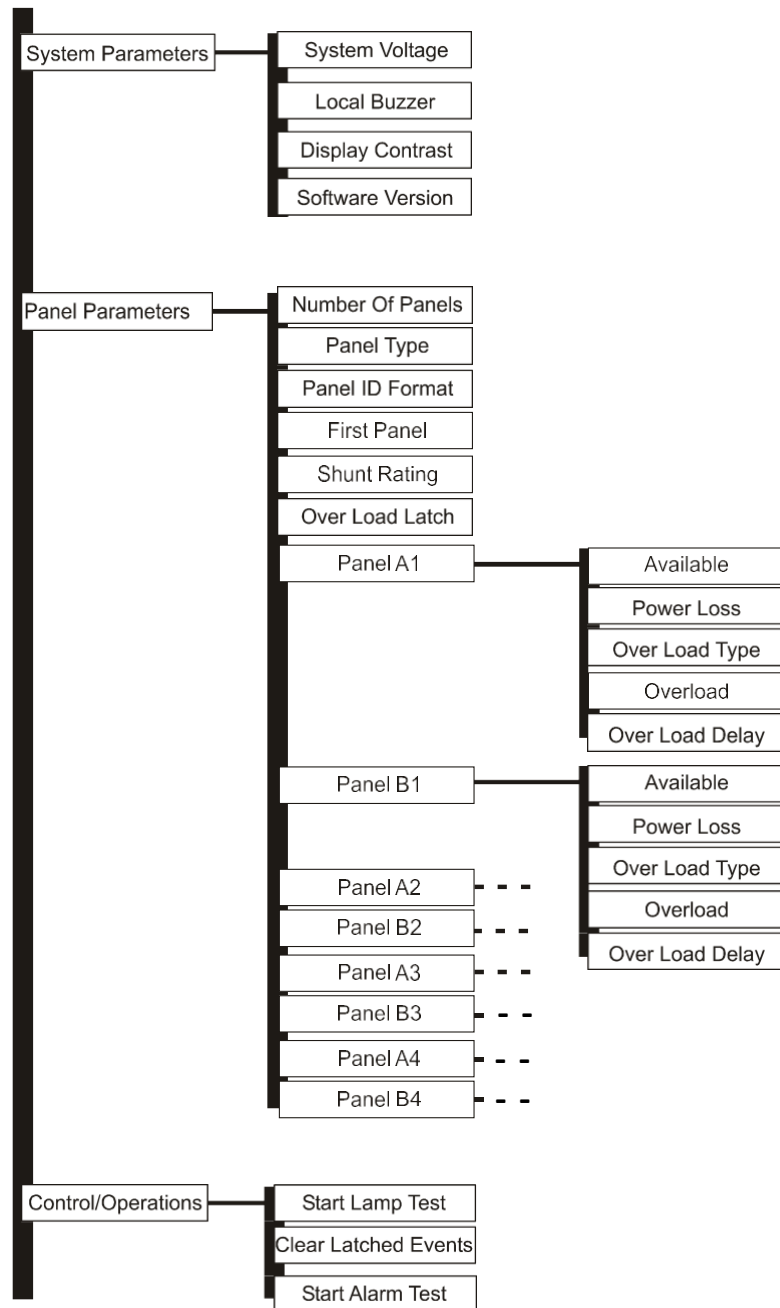 System Parameters
System Voltage
Local Buzzer
Display Contrast
Software Version
Panel Parameters
Number Of Panels
Panel Type
Panel ID Format
First Panel
Shunt Rating
Over Load Latch
Panel A1
Available
Power Loss
Over Load Type
Overload
Over Load Delay
Panel B1
Available
Power Loss
Over Load Type
Overload
Over Load Delay
Panel A2
Panel B2
Panel A3
Panel B3
Panel A4
Panel B4
Control/Operations
Start Lamp Test
Clear Latched Events
Start Alarm Test